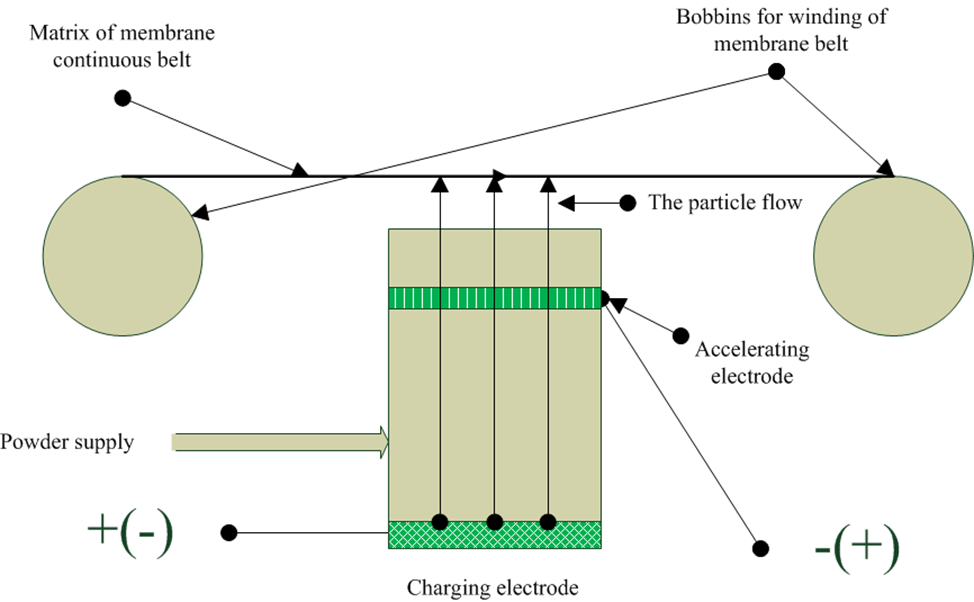 Matrix of membrane
continuous belt
Bobbins for winding of
membrane belt
The particle flow
Accelerating
electrode
Powder supply
+(-)
-(+)
Charging electrode